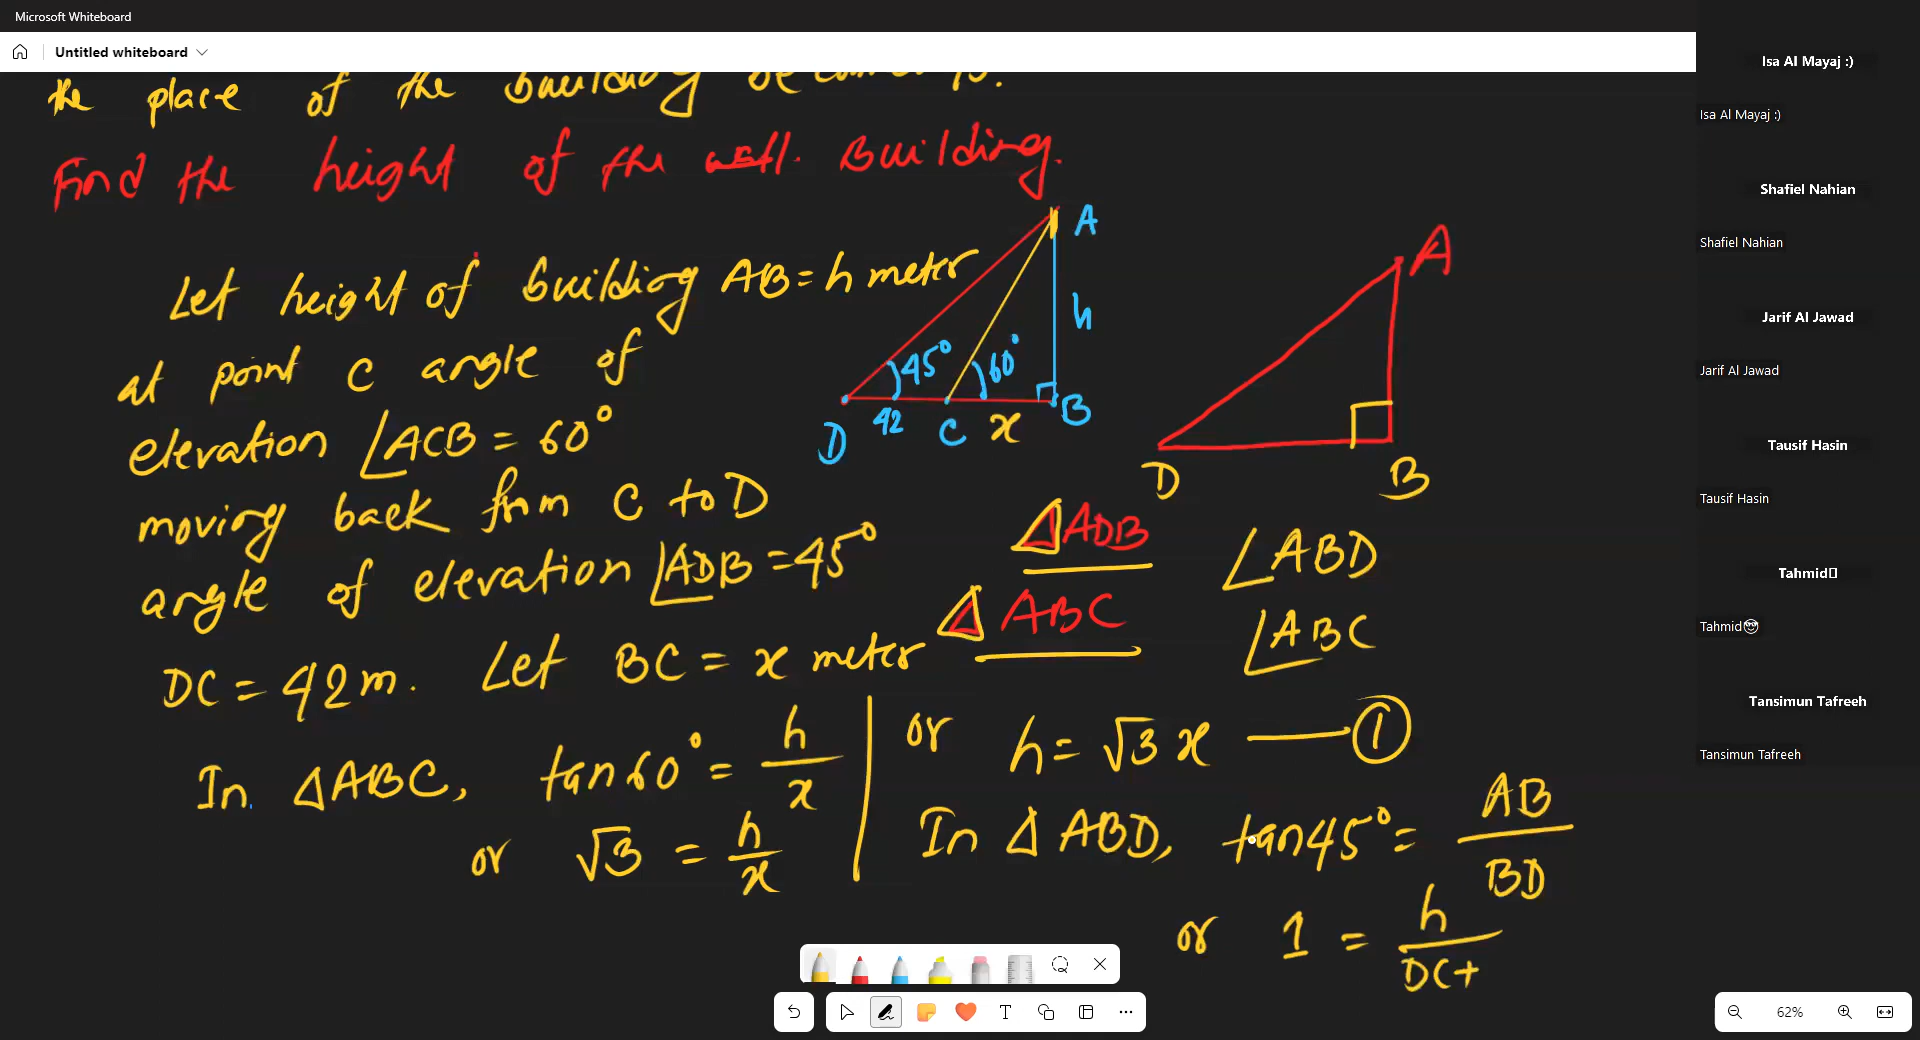 Microsoft Whiteboard
Untitled whiteboard
the place of the building
Find the height of the Building.
Let height of building AB = h meter
at point C angle of
elevation ∠ACB = 60°
moving back from C to D
angle of elevation ∠ADB = 45°
DC = 42m. Let BC = x meter
In ΔABC, tan60° = h/x
or √3 = h/x
A
h
45°
60°
D
42
C
x
B
A
D
B
ΔADB
ΔABC
∠ABD
∠ABC
or h = √3 x —— ①
In ΔABD, tan45° = AB/BD
or 1 = h/DC+
Isa Al Mayaj :)
Isa Al Mayaj :)
Shafiel Nahian
Shafiel Nahian
Jarif Al Jawad
Jarif Al Jawad
Tausif Hasin
Tausif Hasin
Tahmid
Tahmid😎
Tansimun Tafreeh
Tansimun Tafreeh
62%